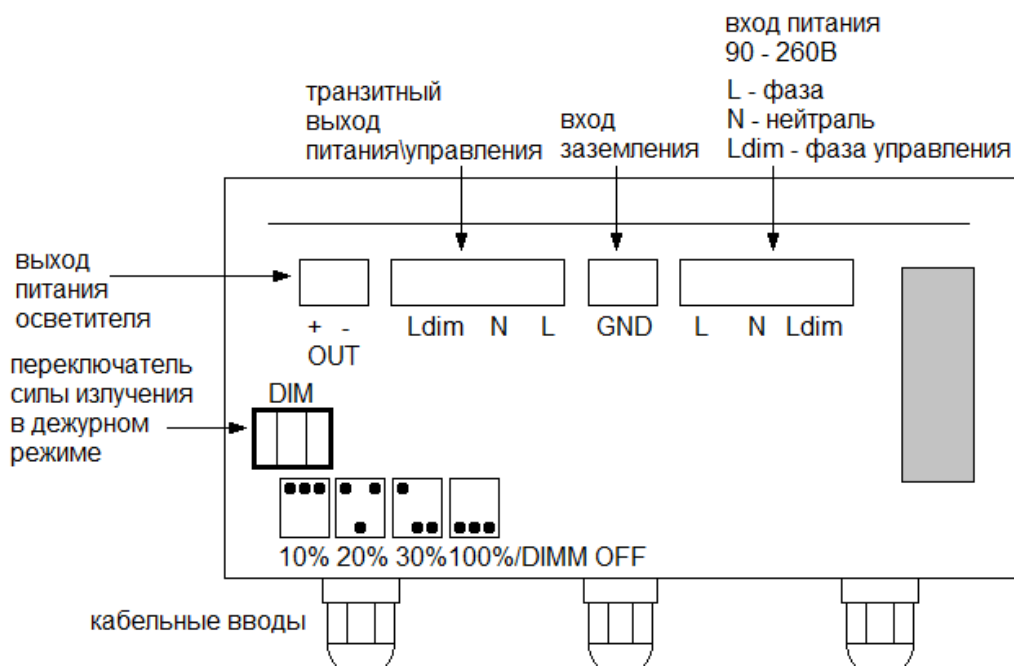 вход питания
90 - 260В
L - фаза
N - нейтраль
Ldim - фаза управления
транзитный
выход
питания\управления
вход
заземления
выход
питания
осветителя
+ -
OUT
Ldim N L
GND
L N Ldim
переключатель
силы излучения
в дежурном
режиме
DIM
10% 20% 30% 100%/DIMM OFF
кабельные вводы